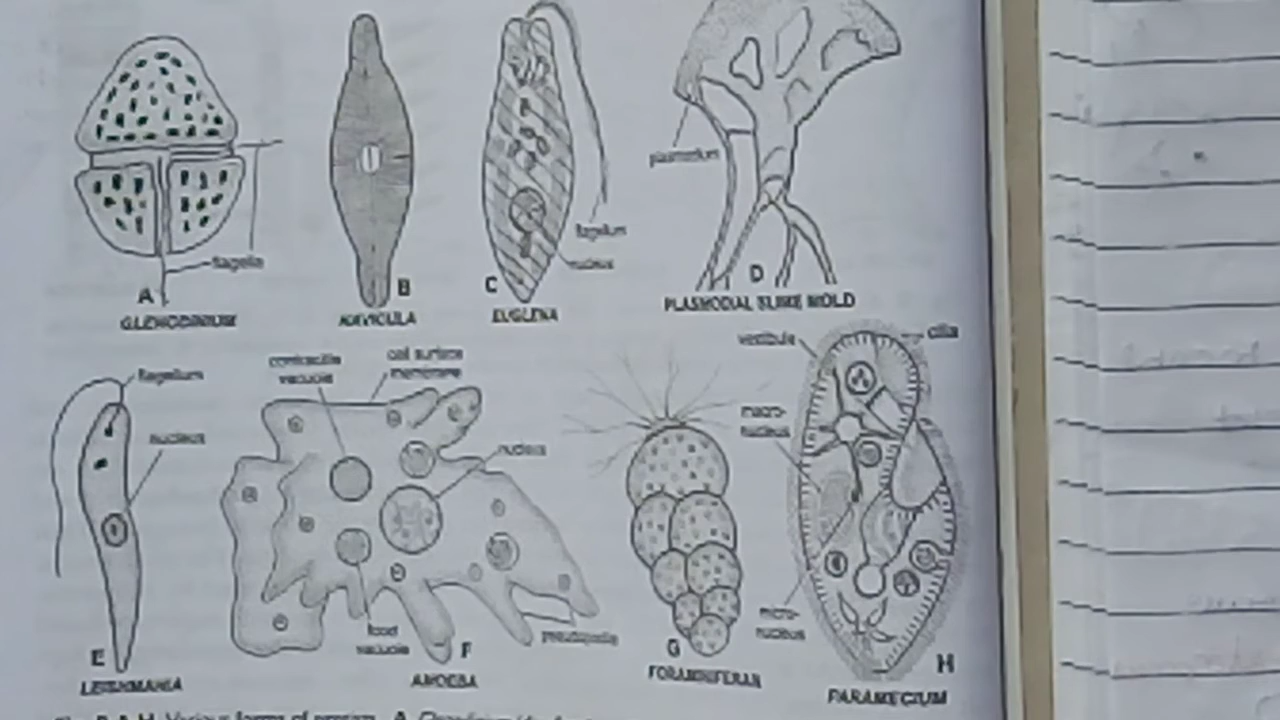 flagella
A
GLENODINIUM
B
NAVICULA
C
flagellum
nucleus
EUGLENA
plasmodium
D
PLASMODIAL SLIME MOLD
flagellum
nucleus
E
LEISHMANIA
contractile
vacuole
cell surface
membrane
nucleus
food
vacuole
pseudopodia
F
AMOEBA
G
FORAMINIFERAN
vestibule
cilia
macro-
nucleus
micro-
nucleus
H
PARAMECIUM
A-H. Various forms of